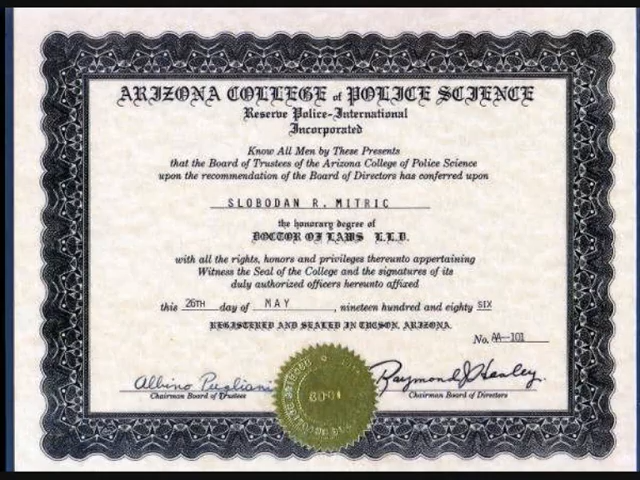 ARIZONA COLLEGE of POLICE SCIENCE
Reserve Police-International
Incorporated
Know All Men by These Presents
that the Board of Trustees of the Arizona College of Police Science
upon the recommendation of the Board of Directors has conferred upon
SLOBODAN R. MITRIC
the honorary degree of
DOCTOR OF LAWS L.L.D.
with all the rights, honors and privileges thereunto appertaining
Witness the Seal of the College and the signatures of its
duly authorized officers hereunto affixed
this 26TH day of MAY, nineteen hundred and eighty SIX
REGISTERED AND SEALED IN TUCSON, ARIZONA.
No. AA-101
Albino Pugliani Raymond J Healey.
Chairman Board of Trustees Chairman Board of Directors